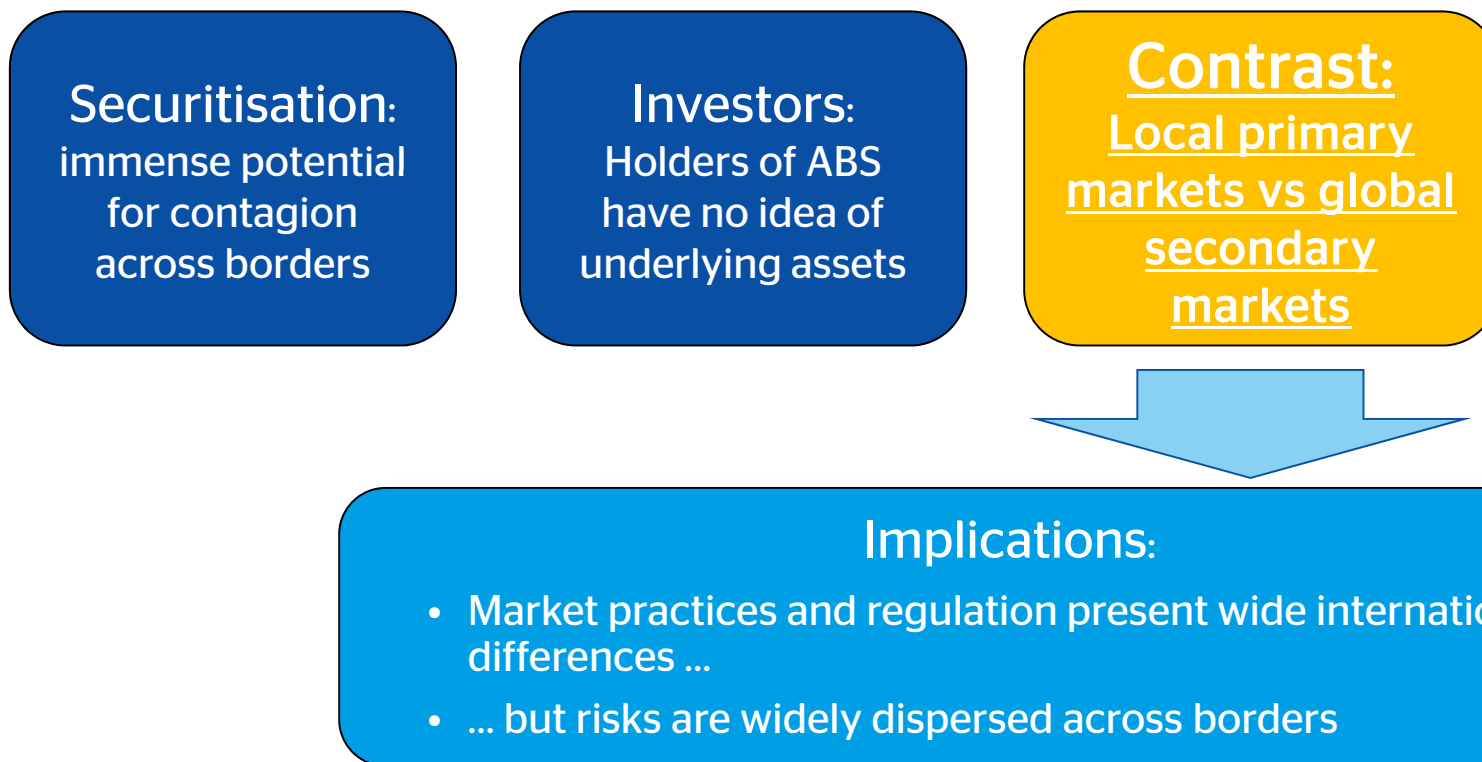 Securitisation:
immense potential
for contagion
across borders
Investors:
Holders of ABS
have no idea of
underlying assets
Contrast:
Local primary
markets vs global
secondary
markets
Implications:
• Market practices and regulation present wide
differences ...
• ... but risks are widely dispersed across borders